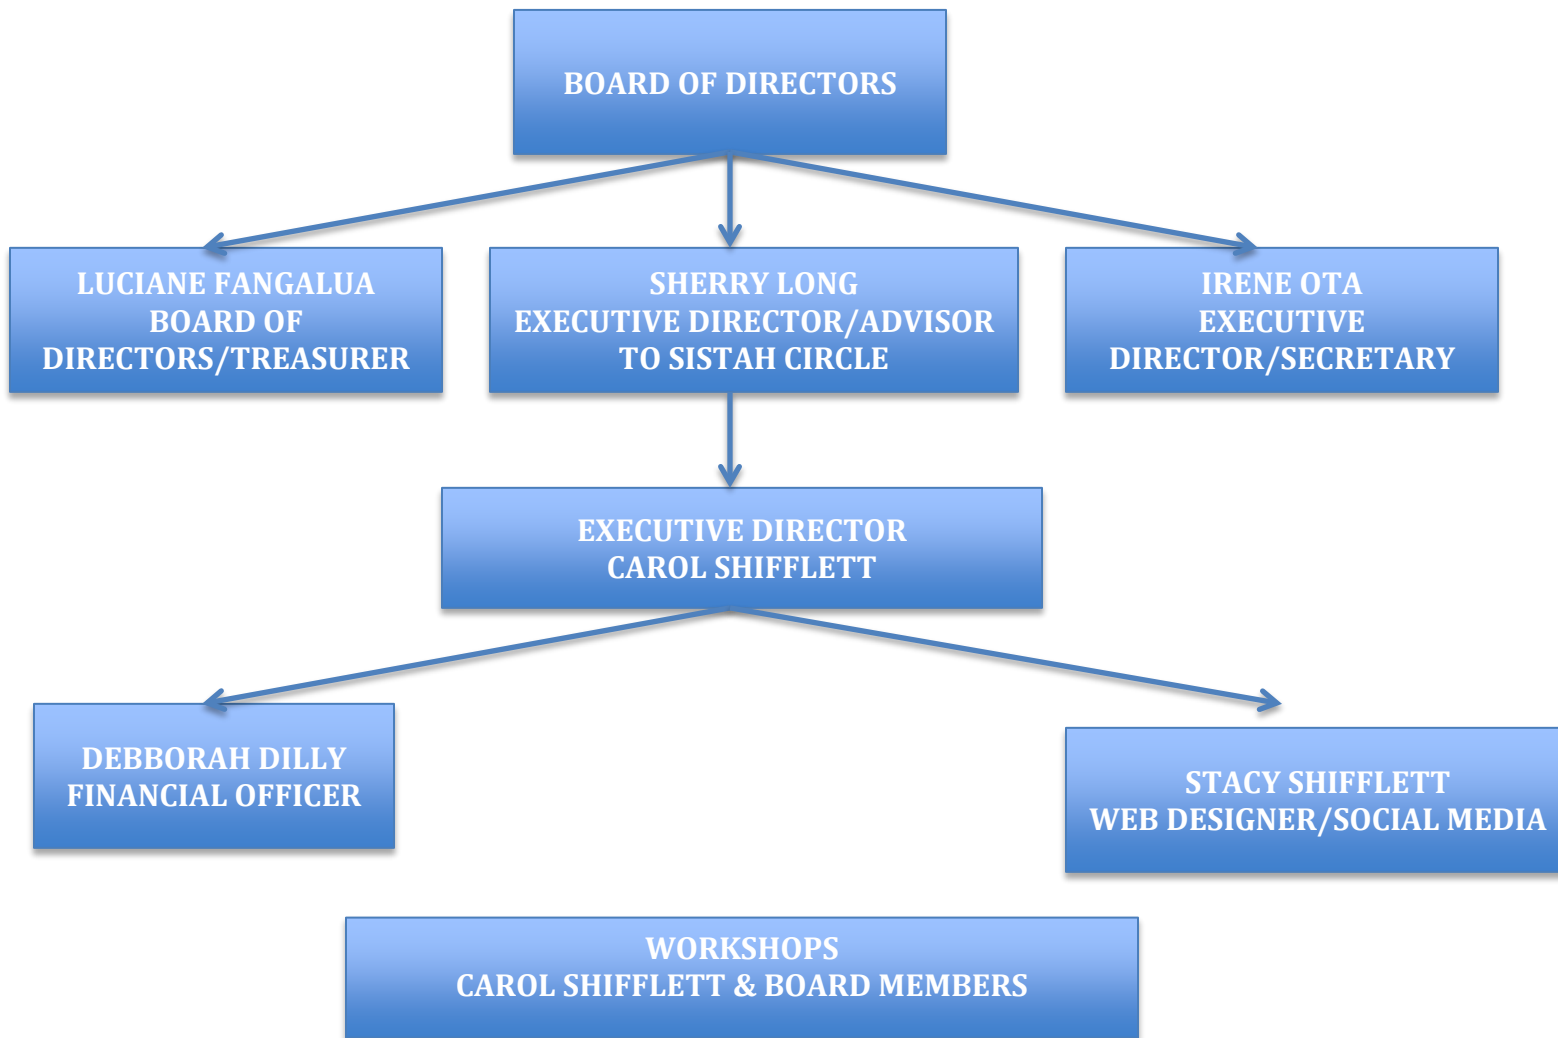 BOARD OF DIRECTORS
LUCIANE FANGALUA
BOARD OF
DIRECTORS/TREASURER
SHERRY LONG
EXECUTIVE DIRECTOR/ADVISOR
TO SISTAH CIRCLE
IRENE OTA
EXECUTIVE
DIRECTOR/SECRETARY
EXECUTIVE DIRECTOR
CAROL SHIFFLETT
DEBBORAH DILLY
FINANCIAL OFFICER
STACY SHIFFLETT
WEB DESIGNER/SOCIAL MEDIA
WORKSHOPS
CAROL SHIFFLETT & BOARD MEMBERS